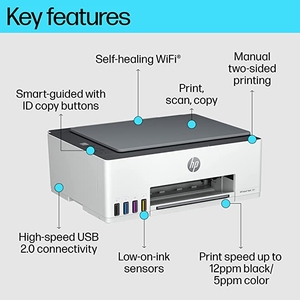 Key features
Self-healing WiFi®
Manual
two-sided
printing
Smart-guided with
ID copy buttons
Print,
scan, copy
hp
High-speed USB
2.0 connectivity
Low-on-ink
sensors
Print speed up to
12ppm black/
5ppm color